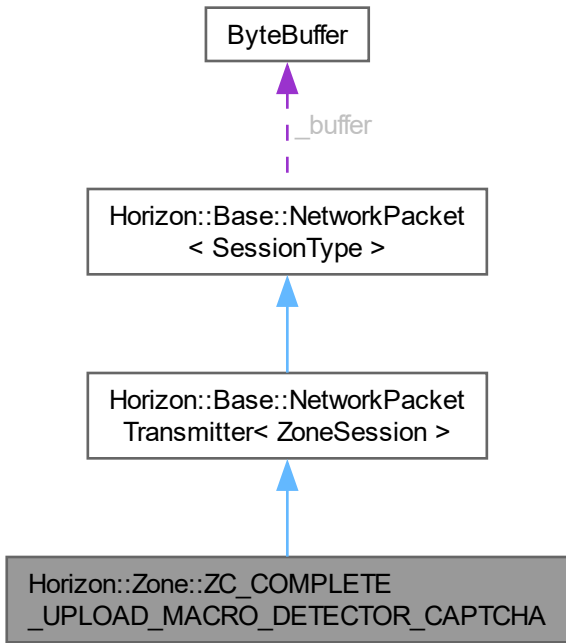 ByteBuffer
_buffer
Horizon::Base::NetworkPacket
< SessionType >
Horizon::Base::NetworkPacket
Transmitter< ZoneSession >
Horizon::Zone::ZC_COMPLETE
_UPLOAD_MACRO_DETECTOR_CAPTCHA